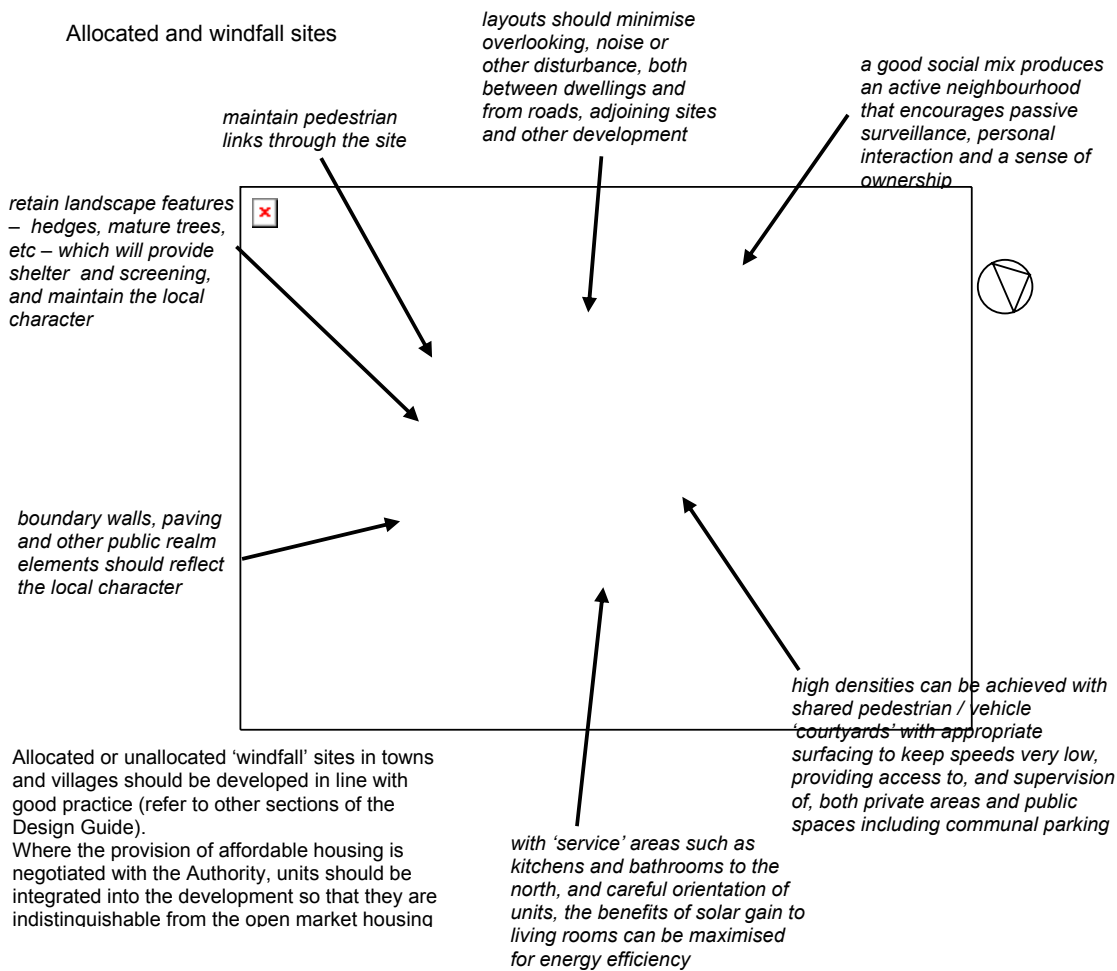 Allocated and windfall sites
layouts should minimise
overlooking, noise or
other disturbance, both
between dwellings and
from roads, adjoining sites
and other development
a good social mix produces
an active neighbourhood
that encourages passive
surveillance, personal
interaction and a sense of
ownership
maintain pedestrian
links through the site
retain landscape features
– hedges, mature trees,
etc – which will provide
shelter and screening,
and maintain the local
character
boundary walls, paving
and other public realm
elements should reflect
the local character
high densities can be achieved with
shared pedestrian / vehicle
‘courtyards’ with appropriate
surfacing to keep speeds very low,
providing access to, and supervision
of, both private areas and public
spaces including communal parking
Allocated or unallocated ‘windfall’ sites in towns
and villages should be developed in line with
good practice (refer to other sections of the
Design Guide).
Where the provision of affordable housing is
negotiated with the Authority, units should be
integrated into the development so that they are
indistinguishable from the open market housing
with ‘service’ areas such as
kitchens and bathrooms to the
north, and careful orientation of
units, the benefits of solar gain to
living rooms can be maximised
for energy efficiency